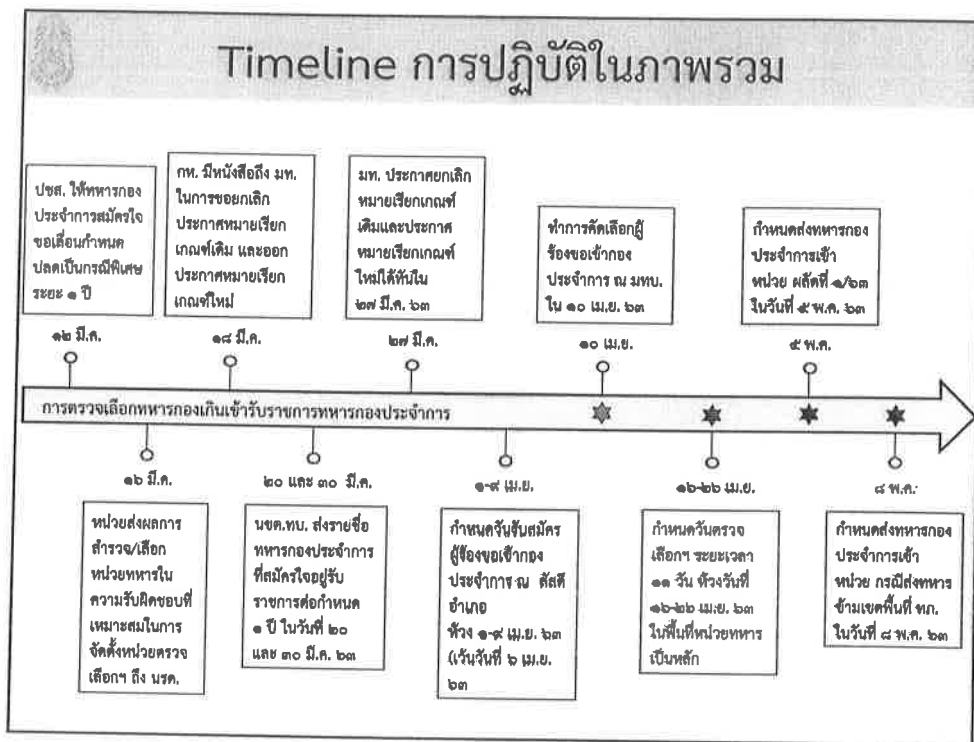 Timeline การปฏิบัติในภาพรวม
ปชส. ให้ทหารกอง
ประจำการสมัครใจ
ขอเลื่อนกำหนด
ปลดเป็นกรณีพิเศษ
ระยะ ๑ ปี
๑๒ มี.ค.
กห. มีหนังสือถึง มท.
ในการขอยกเลิก
ประกาศหมายเรียก
เกณฑ์เดิม และออก
ประกาศหมายเรียก
เกณฑ์ใหม่
๑๘ มี.ค.
มท. ประกาศยกเลิก
หมายเรียกเกณฑ์
เดิมและประกาศ
หมายเรียกเกณฑ์
ใหม่ได้ทันใน
๒๗ มี.ค. ๖๓
๒๗ มี.ค.
ทำการคัดเลือกผู้
ร้องขอเข้ากอง
ประจำการ ณ มทบ.
ใน ๑๐ เม.ย. ๖๓
๑๐ เม.ย.
กำหนดส่งทหารกอง
ประจำการเข้า
หน่วย ผลัดที่ ๑/๖๓
ในวันที่ ๕ พ.ค. ๖๓
๕ พ.ค.
การตรวจเลือกทหารกองเกินเข้ารับราชการทหารกองประจำการ
๑๖ มี.ค.
หน่วยส่งผลการ
สำรวจ/เลือก
หน่วยทหารใน
ความรับผิดชอบที่
เหมาะสมในการ
จัดตั้งหน่วยตรวจ
เลือกฯ ถึง นรด.
๒๐ และ ๓๐ มี.ค.
นขต.ทบ. ส่งรายชื่อ
ทหารกองประจำการ
ที่สมัครใจอยู่รับ
ราชการต่อกำหนด
๑ ปี ในวันที่ ๒๐
และ ๓๐ มี.ค. ๖๓
๑-๙ เม.ย.
กำหนดวันรับสมัคร
ผู้ร้องขอเข้ากอง
ประจำการ ณ สัสดี
อำเภอ
ห้วง ๑-๙ เม.ย. ๖๓
(เว้นวันที่ ๖ เม.ย.
๖๓
๑๖-๒๖ เม.ย.
กำหนดวันตรวจ
เลือกฯ ระยะเวลา
๑๑ วัน ห้วงวันที่
๑๖-๒๖ เม.ย. ๖๓
ในพื้นที่หน่วยทหาร
เป็นหลัก
๘ พ.ค.
กำหนดส่งทหารกอง
ประจำการเข้า
หน่วย กรณีส่งทหาร
ข้ามเขตพื้นที่ ทภ.
ในวันที่ ๘ พ.ค. ๖๓